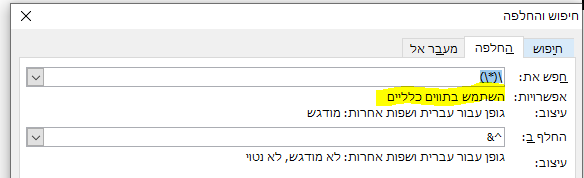 חיפוש והחלפה
חיפוש החלפה מעבר אל
חפש את: \(*\)
אפשרויות: השתמש בתווים כלליים
עיצוב: גופן עבור עברית ושפות אחרות: מודגש
החלף ב: ^&
עיצוב: גופן עבור עברית ושפות אחרות: לא מודגש, לא נטוי